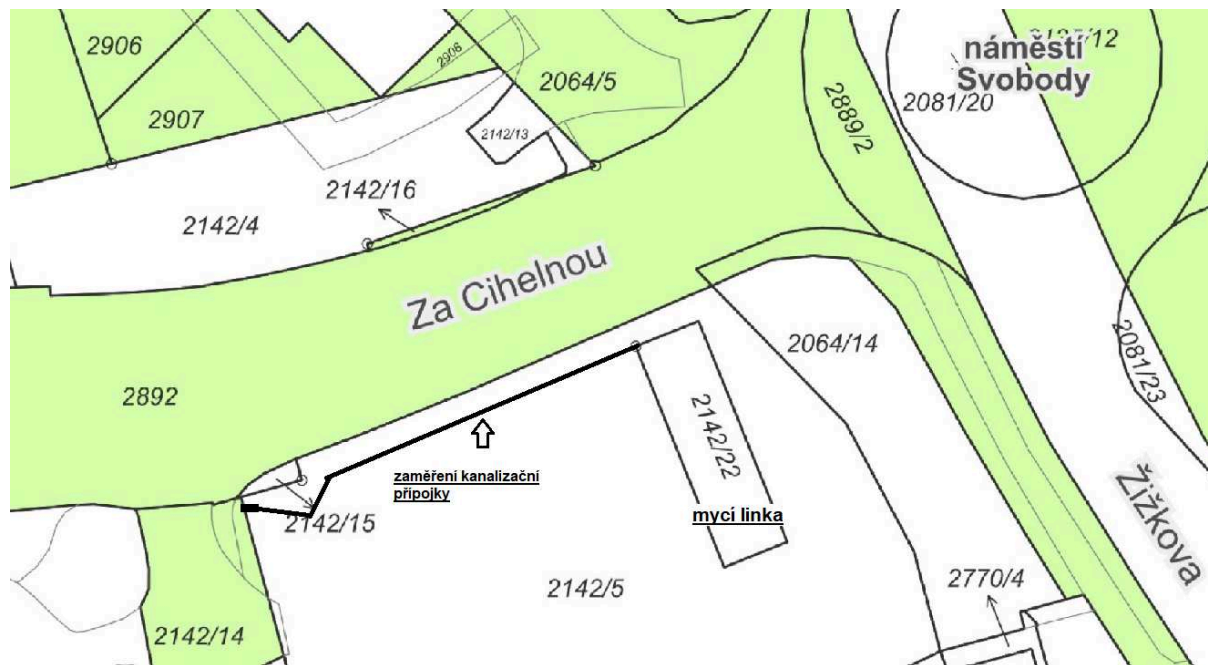 2906
2907
2906
2064/5
2142/13
2142/16
2142/4
náměstí
Svobody
2081/20
2889/2
Za Cihelnou
2892
2064/14
2081/23
2142/22
zaměření kanalizační
připojky
mycí linka
2142/15
2142/5
Žižkova
2770/4
2142/14